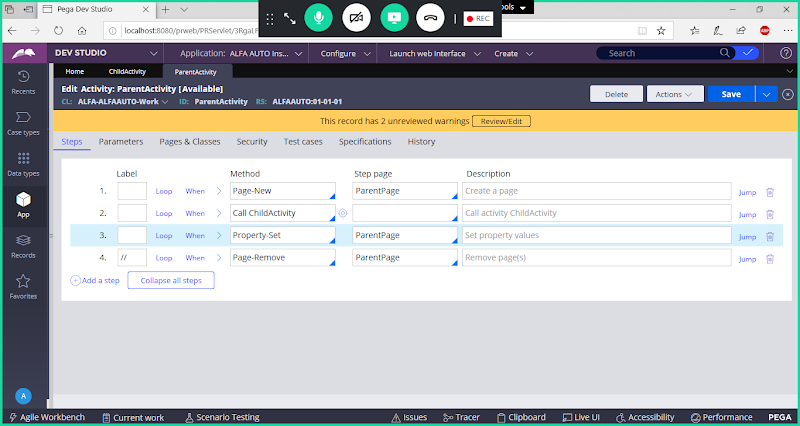 Pega Dev Studio
ools
REC
localhost:8080/prweb/PRServlet/3RgaLF
ABP
DEV STUDIO
Application: ALFA AUTO Ins...
Configure
Launch web interface
Create
Search
Home
ChildActivity
ParentActivity
Recents
Case types
Data types
App
Records
Favorites
A
Edit Activity: ParentActivity [Available]
CL: ALFA-ALFAAUTO-Work ID: ParentActivity RS: ALFAAUTO:01-01-01
Delete
Actions
Save
This record has 2 unreviewed warnings Review/Edit
Steps Parameters Pages & Classes Security Test cases Specifications History
Label Method Step page Description
1. Loop When Page-New ParentPage Create a page Jump
2. Loop When Call ChildActivity Call activity ChildActivity Jump
3. Loop When Property-Set ParentPage Set property values Jump
4. // Loop When Page-Remove ParentPage Remove page(s) Jump
Add a step Collapse all steps
Agile Workbench Current work Scenario Testing Issues Tracer Clipboard Live UI Accessibility Performance PEGA